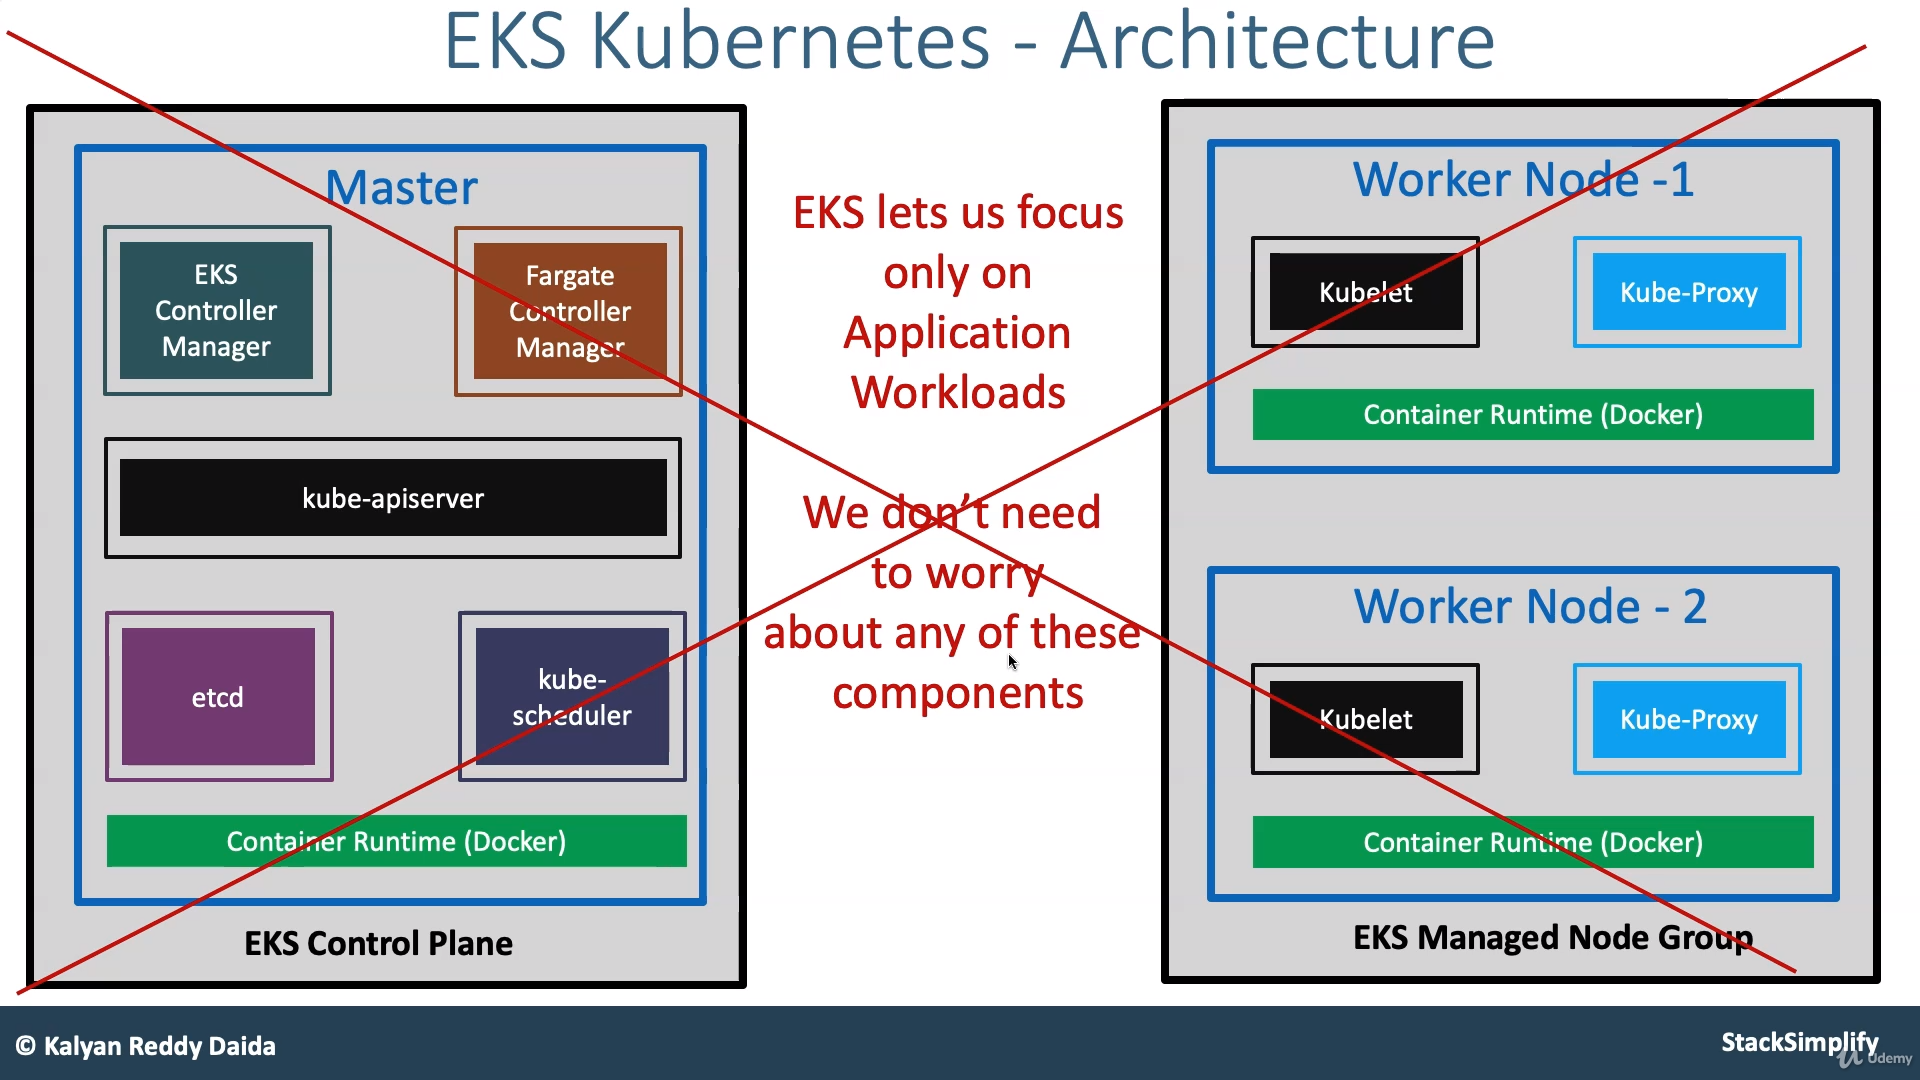 EKS Kubernetes - Architecture
Master
EKS
Controller
Manager
Fargate
Controller
Manager
kube-apiserver
etcd
kube-
scheduler
Container Runtime (Docker)
EKS Control Plane
EKS lets us focus
only on
Application
Workloads
We don’t need
to worry
about any of these
components
Worker Node -1
Kubelet
Kube-Proxy
Container Runtime (Docker)
Worker Node - 2
Kubelet
Kube-Proxy
Container Runtime (Docker)
EKS Managed Node Group
© Kalyan Reddy Daida
StackSimplify
Udemy